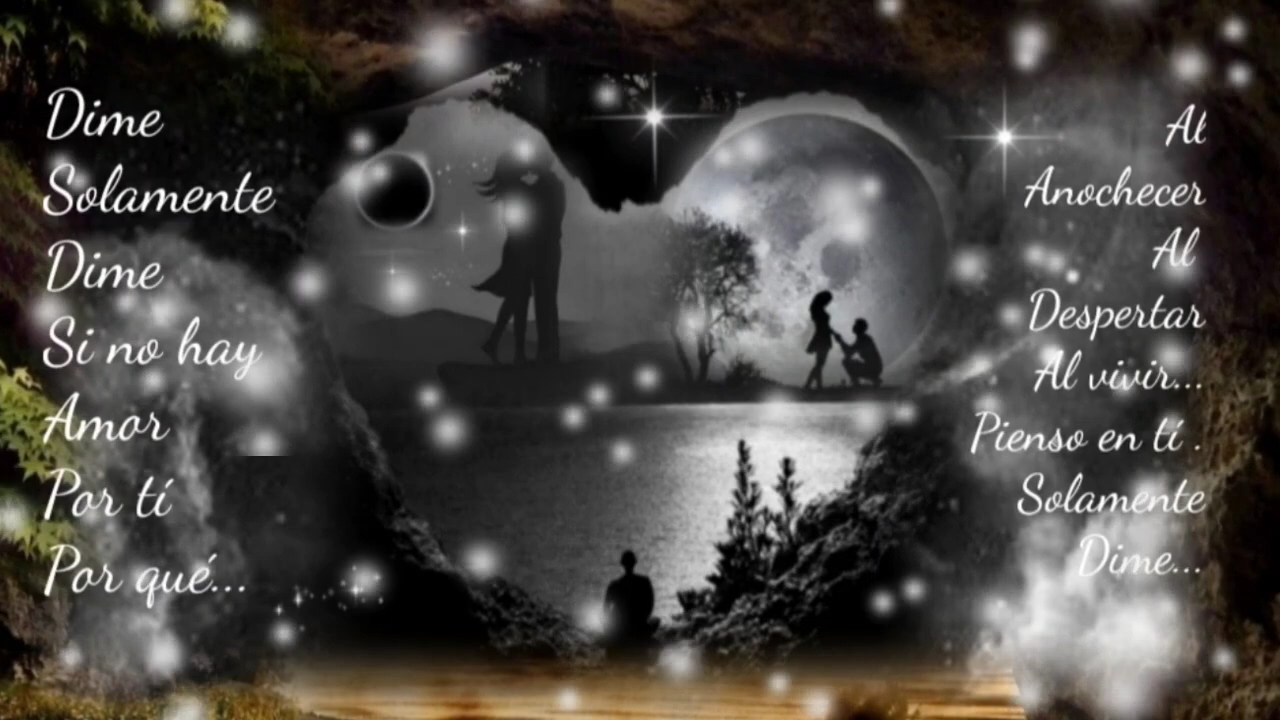 Dime
Solamente
Dime
Si no hay
Amor
Por tí
Por qué...
Al
Anochecer
Al
Despertar
Al vivir...
Pienso en tí .
Solamente
Dime...